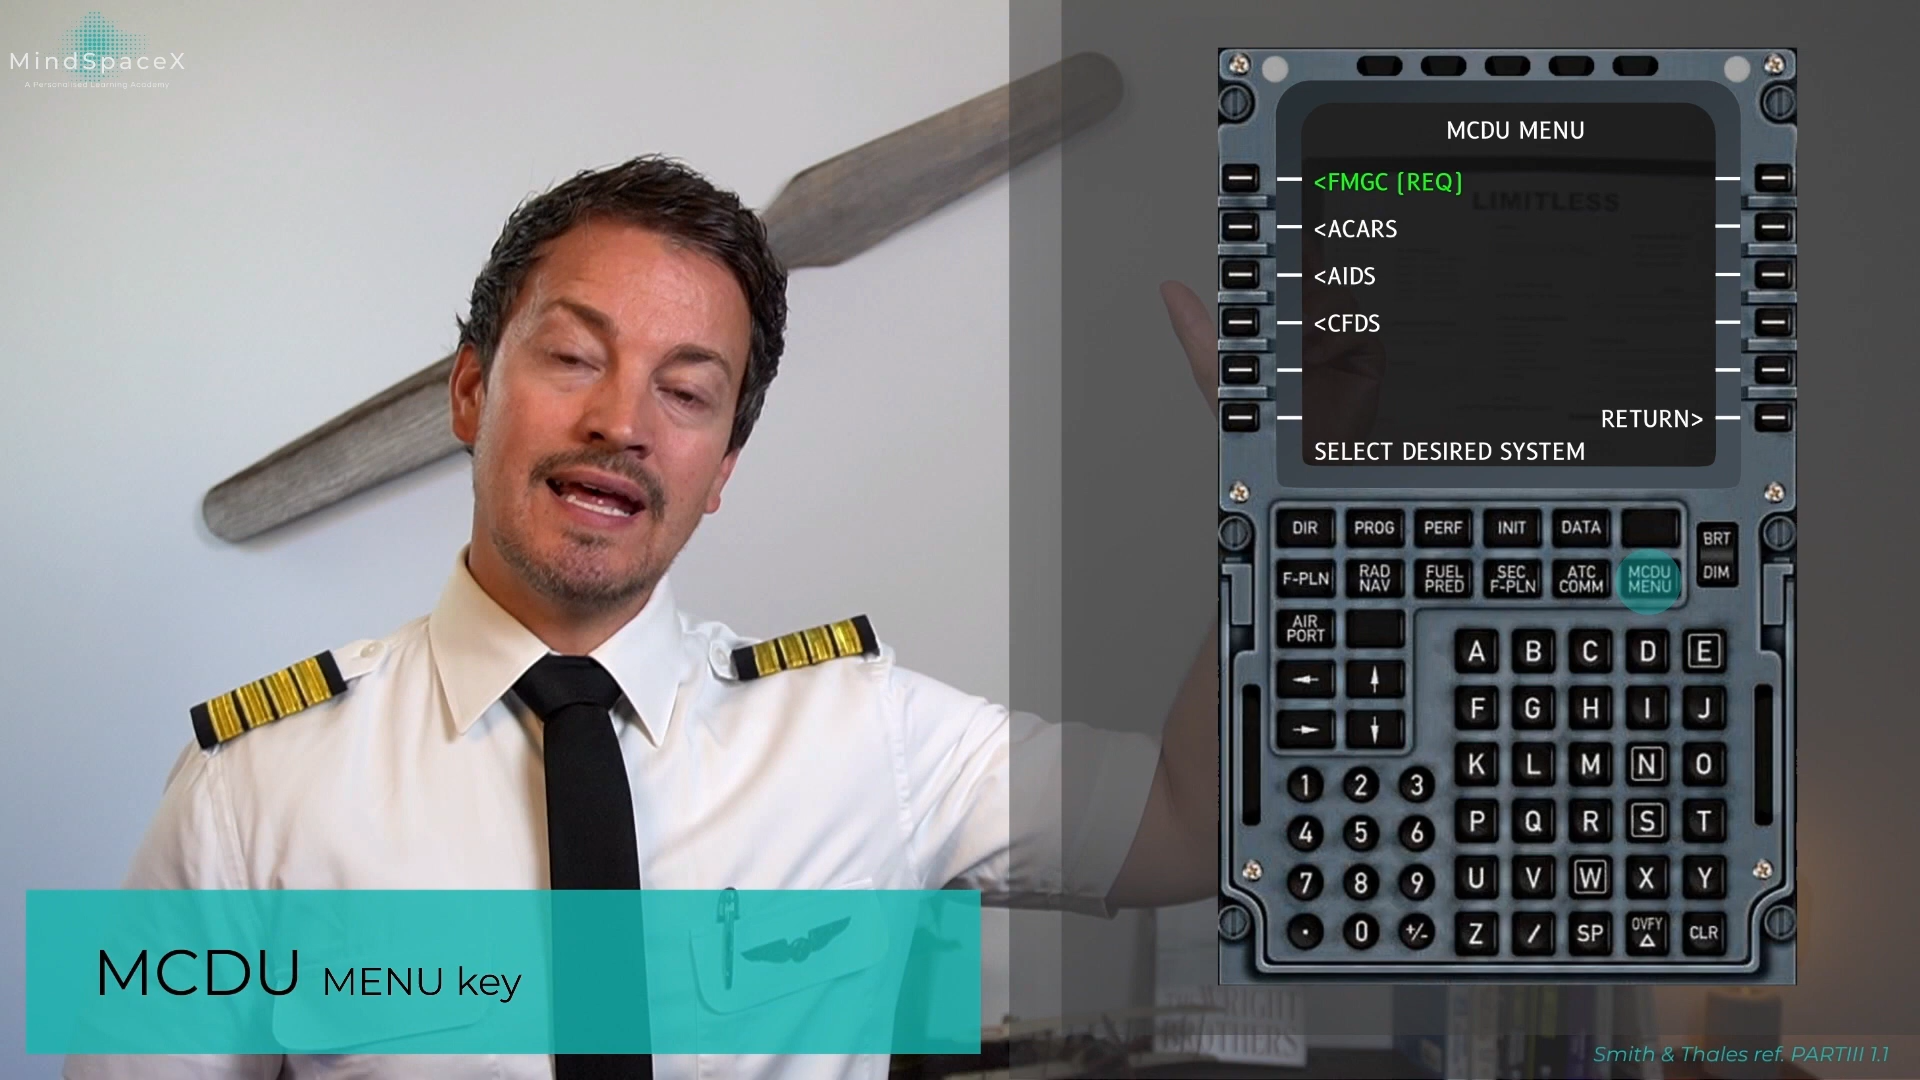 MindSpaceX
A Personalised Learning Academy
MCDU MENU
<FMGC (REQ)
LIMITLESS
<ACARS
<AIDS
<CFDS
RETURN>
SELECT DESIRED SYSTEM
DIR PROG PERF INIT DATA
BRT
DIM
F-PLN RAD NAV FUEL PRED SEC F-PLN ATC COMM MCDU MENU
AIR PORT
A B C D E
F G H I J
K L M N O
P Q R S T
U V W X Y
Z / SP OVFY CLR
1 2 3
4 5 6
7 8 9
. 0 +/-
MCDU MENU key
WRIGHT
BROTHERS
Smith & Thales ref. PARTIII 1.1